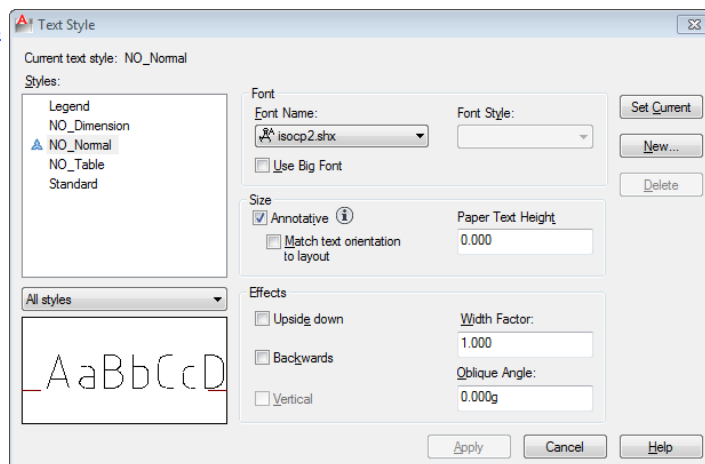 Text Style
Current text style: NO_Normal
Styles:
Legend
NO_Dimension
NO_Normal
NO_Table
Standard
All styles
AaBbCcD
Font
Font Name:
isocp2.shx
Use Big Font
Font Style:
Size
Annotative
Match text orientation
to layout
Paper Text Height
0.000
Effects
Upside down
Backwards
Vertical
Width Factor:
1.000
Oblique Angle:
0.000g
Set Current
New...
Delete
Apply
Cancel
Help